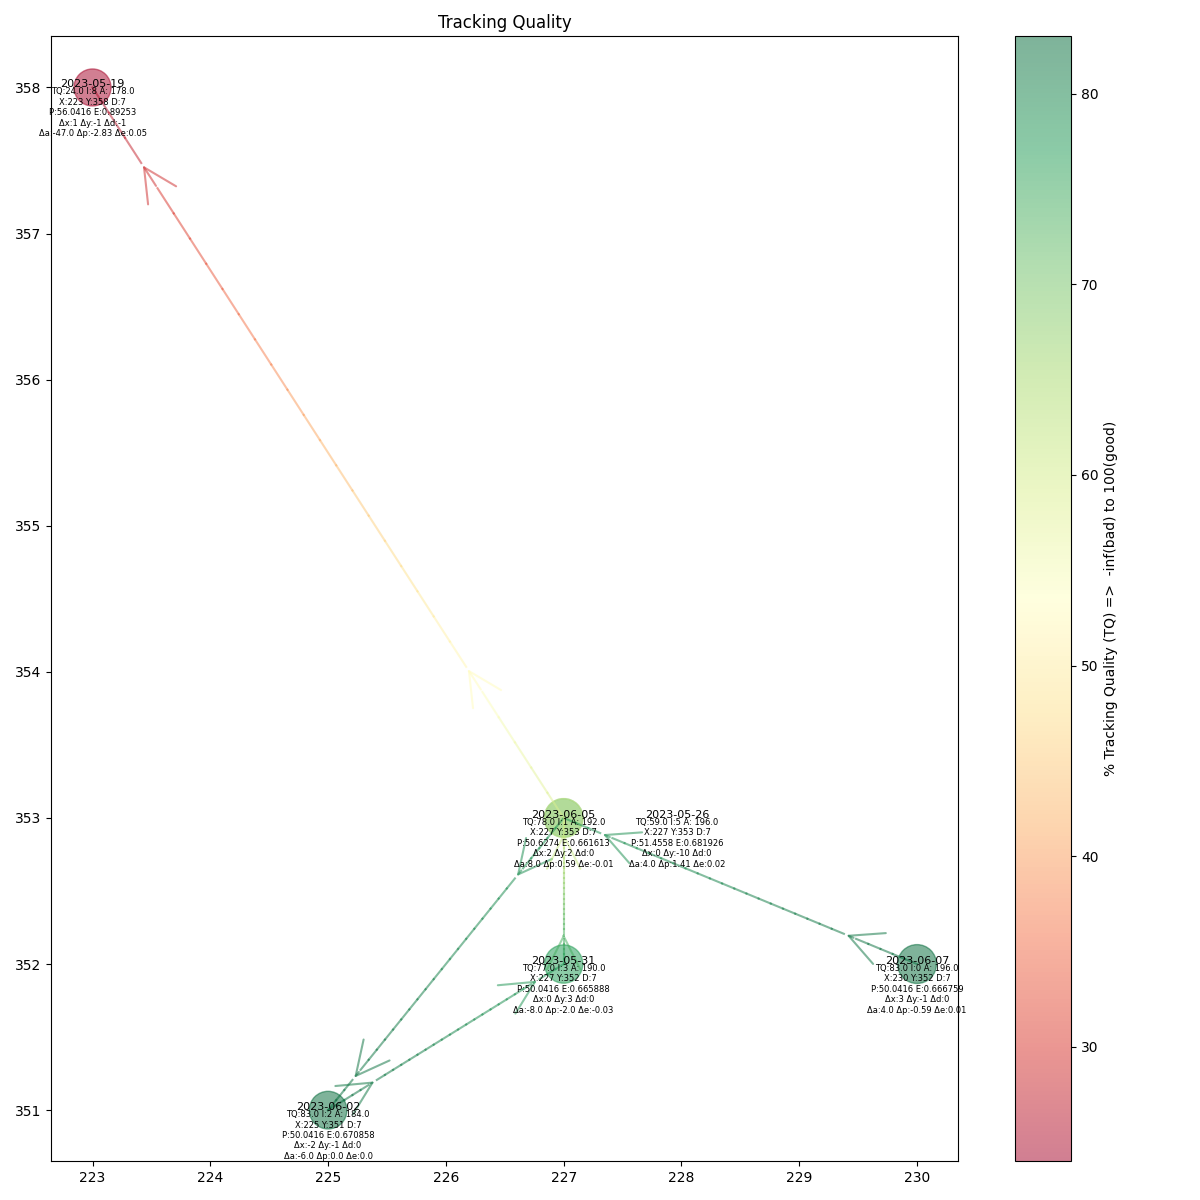 Tracking Quality
358
357
356
355
354
353
352
351
2023-05-19
TQ:24.0 I:8 A: 178.0
X:223 Y:358 D:7
P:56.0416 E:0.89253
Δx:1 Δy:-1 Δd:-1
Δa:-47.0 Δp:-2.83 Δe:0.05
2023-06-05
TQ:78.0 I:1 A: 192.0
X:227 Y:353 D:7
P:50.6274 E:0.661613
Δx:2 Δy:2 Δd:0
Δa:8.0 Δp:0.59 Δe:-0.01
2023-05-26
TQ:59.0 I:5 A: 196.0
X:227 Y:353 D:7
P:51.4558 E:0.681926
Δx:0 Δy:-10 Δd:0
Δa:4.0 Δp:1.41 Δe:0.02
2023-05-31
TQ:77.0 I:3 A: 190.0
X:227 Y:352 D:7
P:50.0416 E:0.665888
Δx:0 Δy:3 Δd:0
Δa:-8.0 Δp:-2.0 Δe:-0.03
2023-06-07
TQ:83.0 I:0 A: 196.0
X:230 Y:352 D:7
P:50.0416 E:0.666759
Δx:3 Δy:-1 Δd:0
Δa:4.0 Δp:-0.59 Δe:0.01
2023-06-02
TQ:83.0 I:2 A: 184.0
X:225 Y:351 D:7
P:50.0416 E:0.670858
Δx:-2 Δy:-1 Δd:0
Δa:-6.0 Δp:0.0 Δe:0.0
223 224 225 226 227 228 229 230
80
70
60
50
40
30
% Tracking Quality (TQ) =>  -inf(bad) to 100(good)